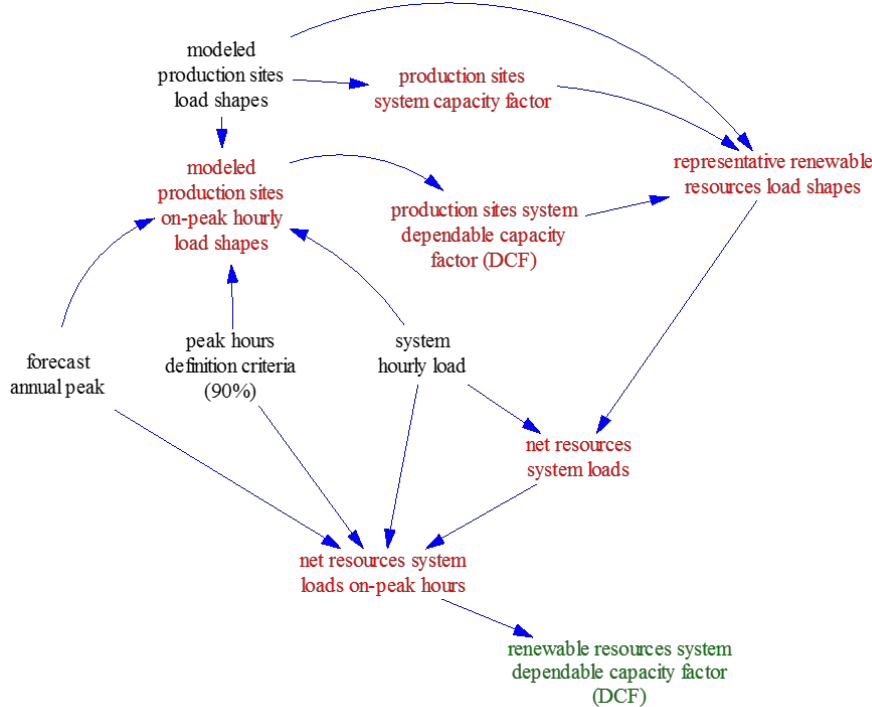 modeled
production sites
load shapes
production sites
system capacity factor
modeled
production sites
on-peak hourly
load shapes
representative renewable
resources load shapes
production sites system
dependable capacity
factor (DCF)
forecast
annual peak
peak hours
definition criteria
(90%)
system
hourly load
net resources
system loads
net resources system
loads on-peak hours
renewable resources system
dependable capacity factor
(DCF)